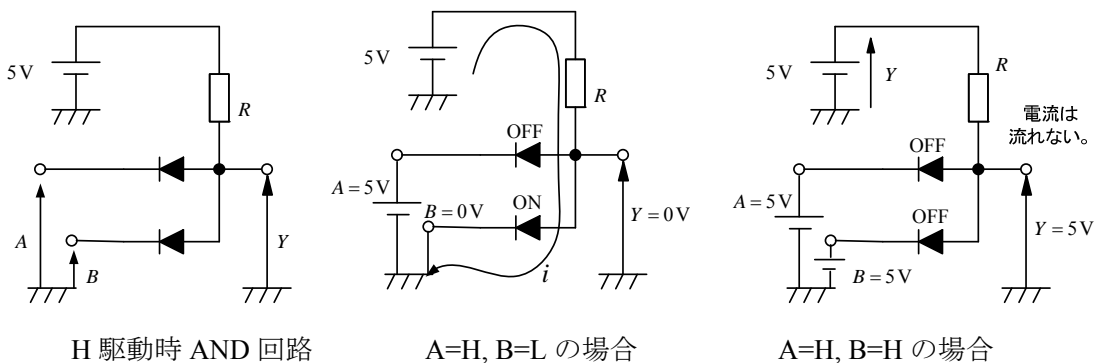 5V
R
A
B
Y
H 駆動時 AND 回路
5V
R
OFF
A = 5V
ON
B = 0V
Y = 0V
i
A=H, B=L の場合
5V
Y
R
電流は
流れない。
OFF
A = 5V
OFF
Y = 5V
B = 5V
A=H, B=H の場合